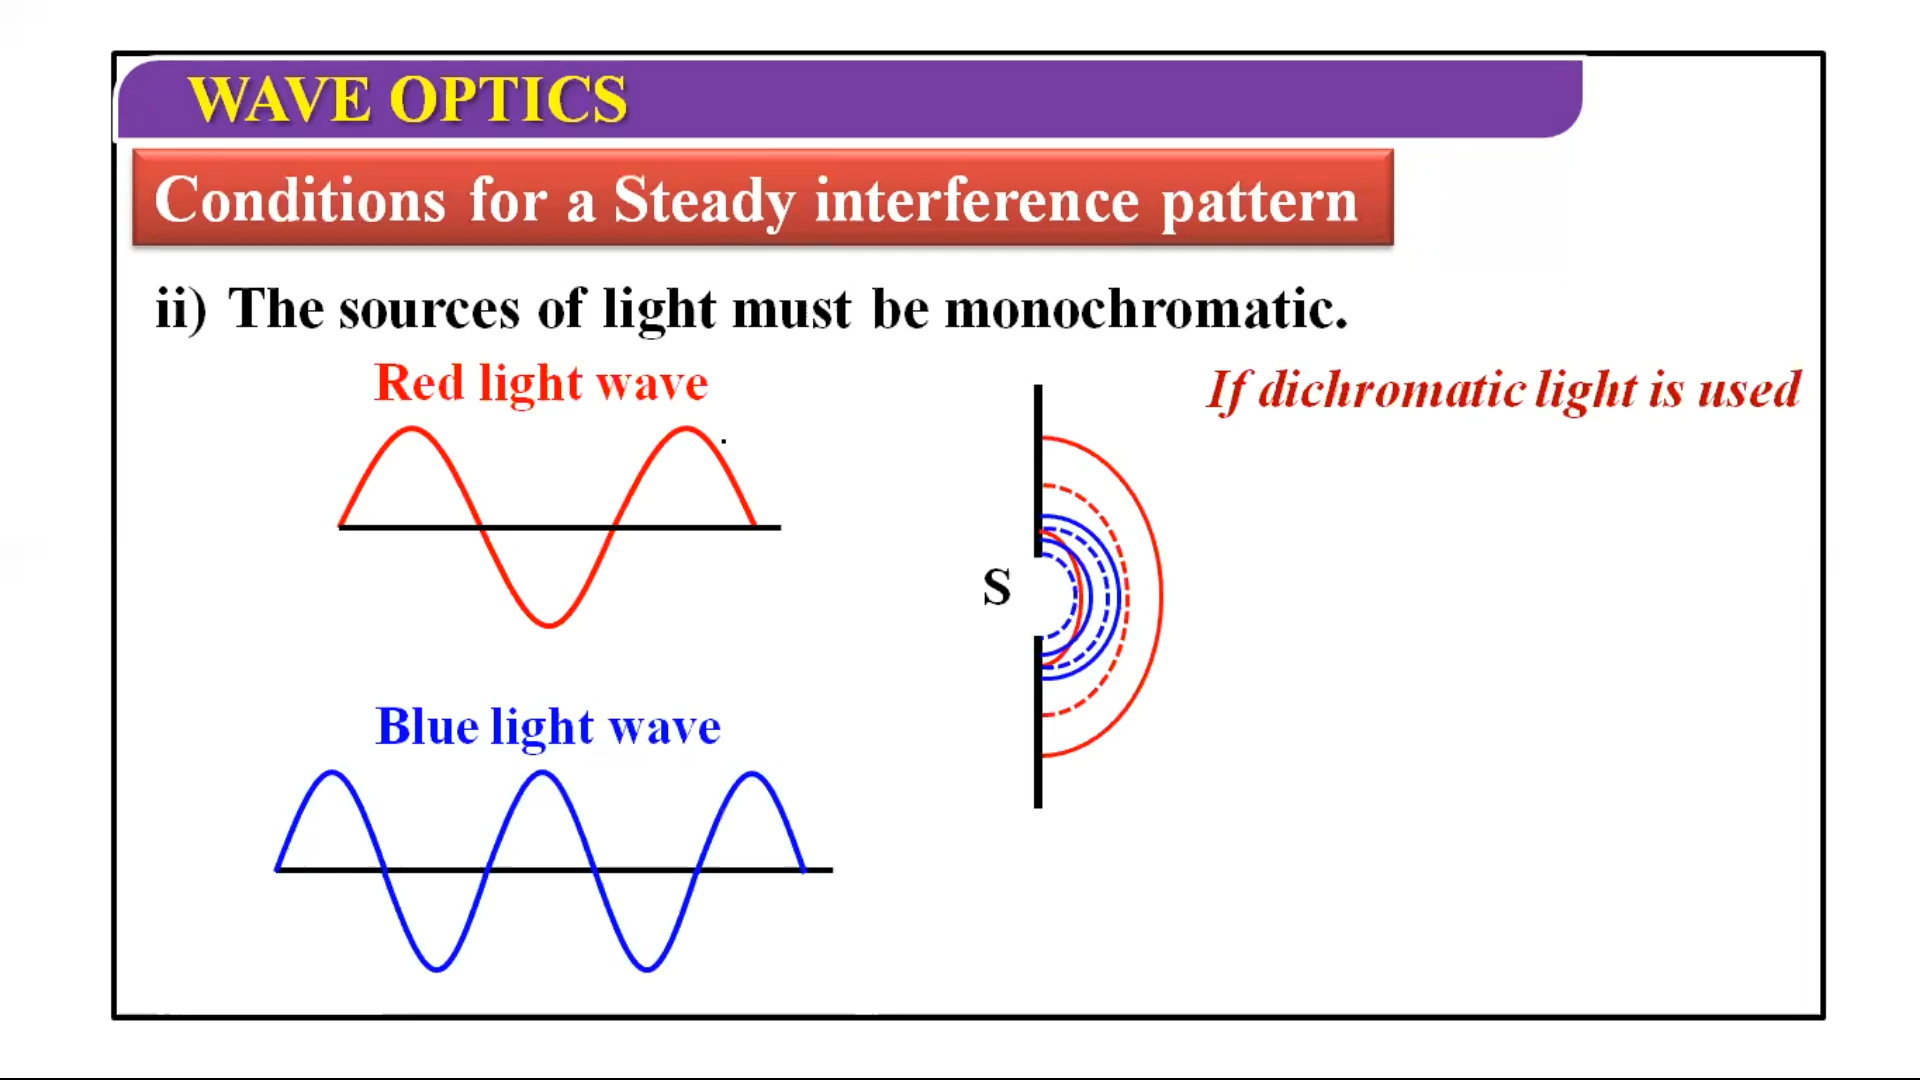 WAVE OPTICS
Conditions for a Steady interference pattern
ii) The sources of light must be monochromatic.
Red light wave
If dichromatic light is used
S
Blue light wave